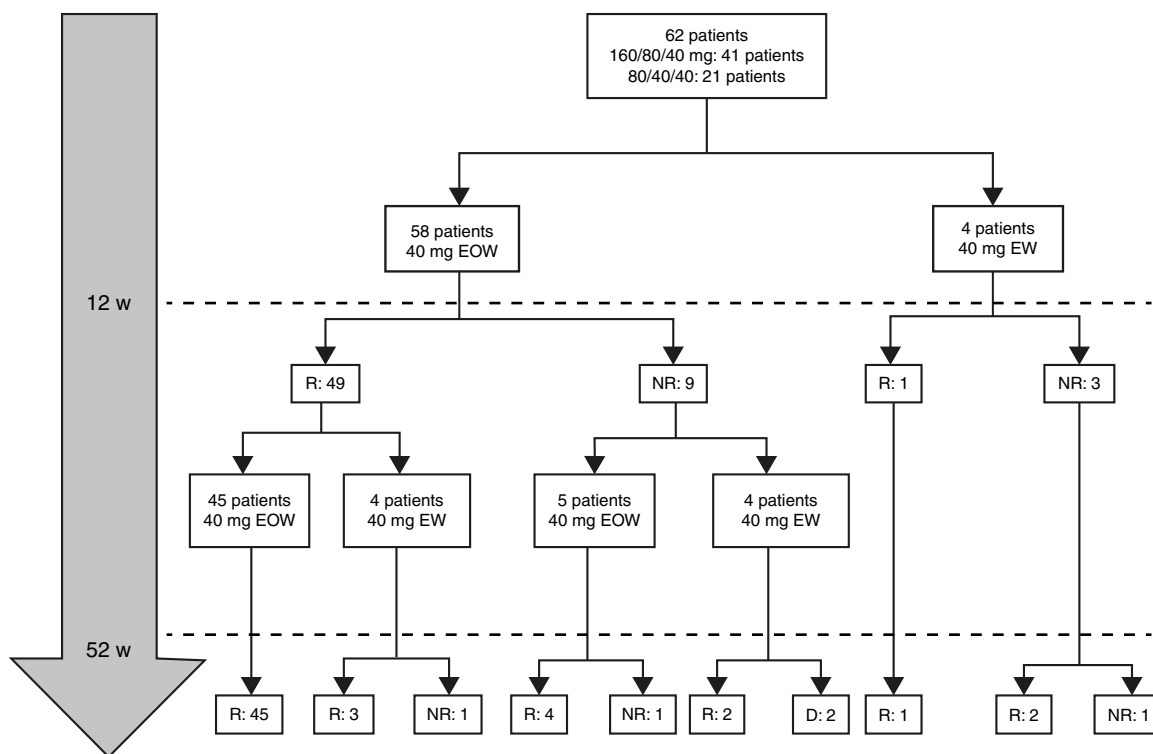 62 patients
160/80/40 mg: 41 patients
80/40/40: 21 patients
58 patients
40 mg EOW
4 patients
40 mg EW
12 w
R: 49
NR: 9
R: 1
NR: 3
45 patients
40 mg EOW
4 patients
40 mg EW
5 patients
40 mg EOW
4 patients
40 mg EW
52 w
R: 45
R: 3
NR: 1
R: 4
NR: 1
R: 2
D: 2
R: 1
R: 2
NR: 1